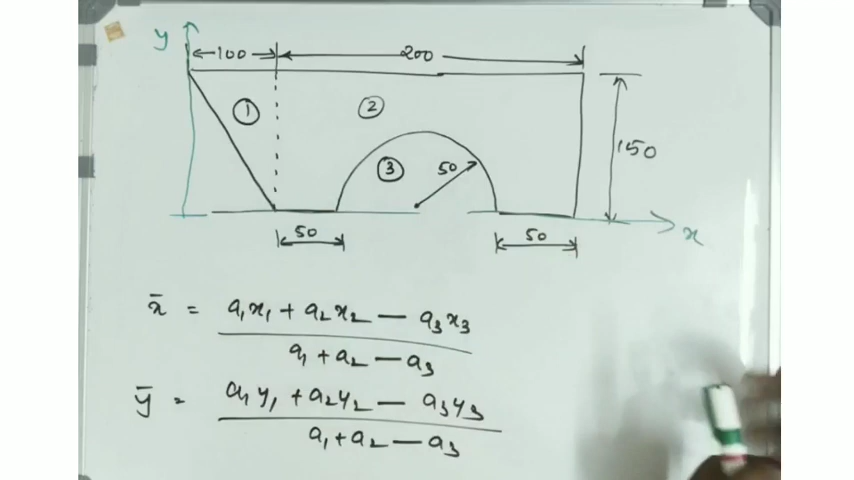 y
100 200
① ②
150
③ 50
50 50
x
x̄ = a₁x₁ + a₂x₂ − a₃x₃
a₁ + a₂ − a₃
ȳ = a₁y₁ + a₂y₂ − a₃y₃
a₁ + a₂ − a₃